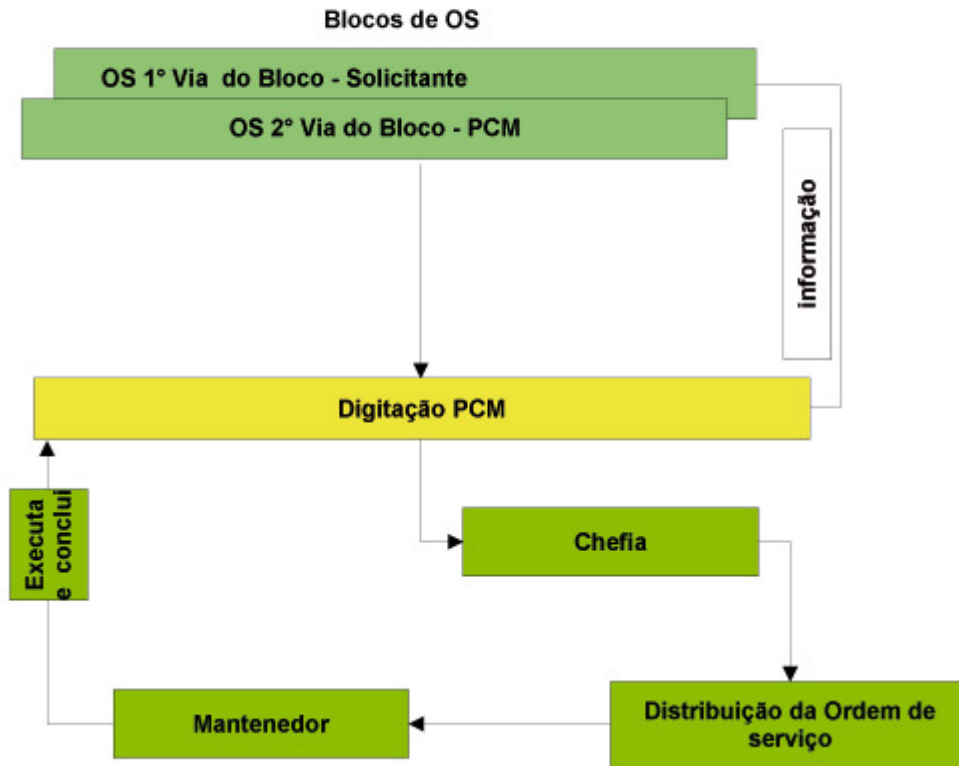 Blocos de OS
OS 1° Via do Bloco - Solicitante
OS 2° Via do Bloco - PCM
informação
Digitação PCM
Executa
e conclui
Chefia
Mantenedor
Distribuição da Ordem de
serviço